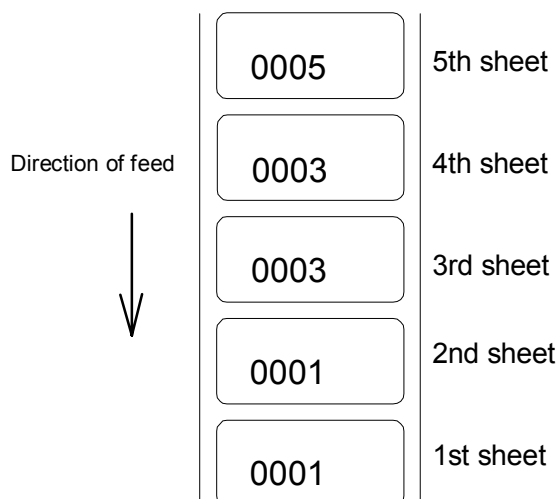 0005 5th sheet
Direction of feed 0003 4th sheet
0003 3rd sheet
0001 2nd sheet
0001 1st sheet